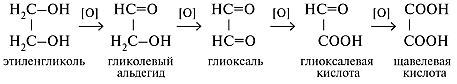 H₂C—OH [O] HC=O [O] HC=O [O] HC=O [O] COOH
H₂C—OH H₂C—OH HC=O COOH COOH
этиленгликоль гликолевый глиоксаль глиоксалевая щавелевая
альдегид кислота кислота